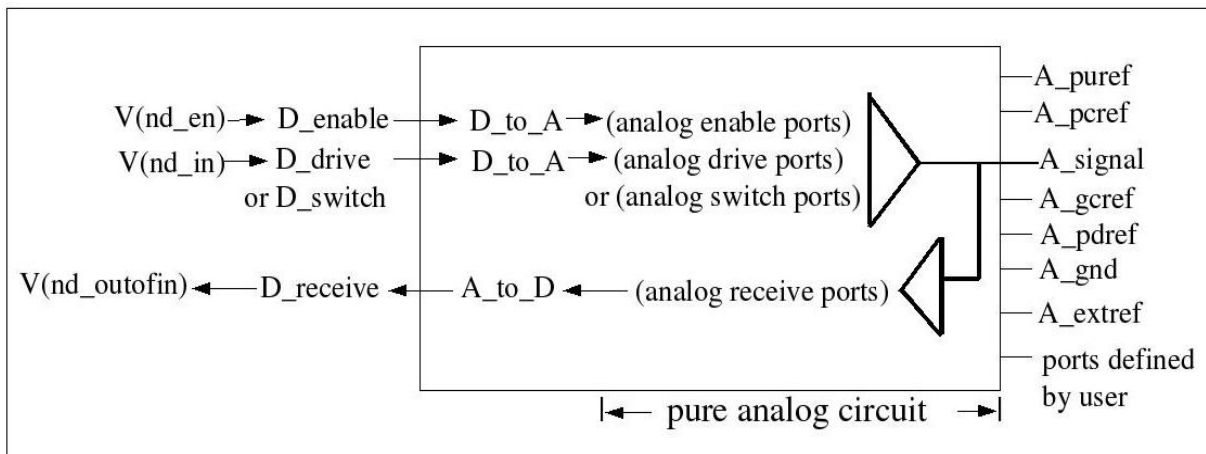 A_puref
V(nd_en) D_enable D_to_A (analog enable ports) A_pcref
V(nd_in) D_drive D_to_A (analog drive ports) A_signal
or D_switch or (analog switch ports) A_gcref
A_pdref
A_gnd
V(nd_outofin) D_receive A_to_D (analog receive ports)
A_extref
ports defined
by user
pure analog circuit